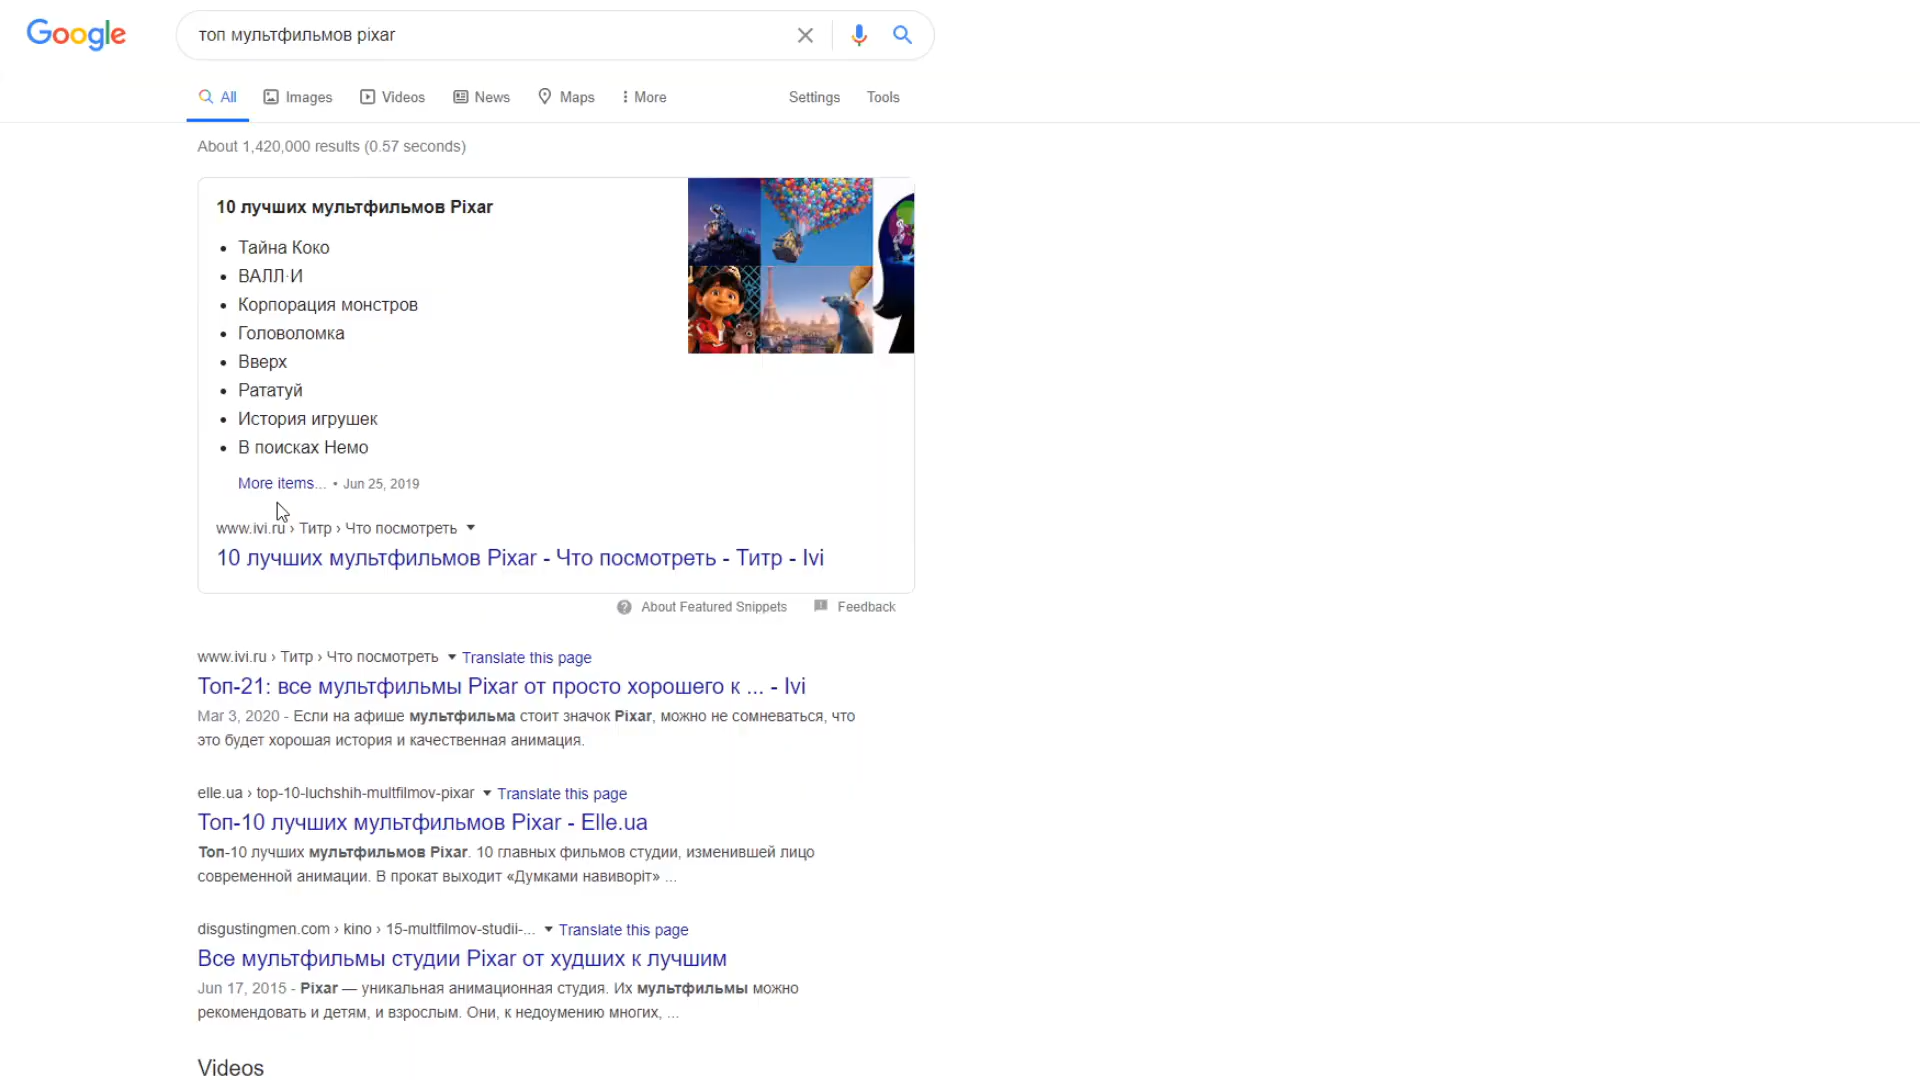 Google
топ мультфильмов pixar
All Images Videos News Maps More Settings Tools
About 1,420,000 results (0.57 seconds)
10 лучших мультфильмов Pixar
• Тайна Коко
• ВАЛЛ·И
• Корпорация монстров
• Головоломка
• Вверх
• Рататуй
• История игрушек
• В поисках Немо
More items... • Jun 25, 2019
www.ivi.ru › Титр › Что посмотреть
10 лучших мультфильмов Pixar - Что посмотреть - Титр - Ivi
About Featured Snippets Feedback
www.ivi.ru › Титр › Что посмотреть Translate this page
Топ-21: все мультфильмы Pixar от просто хорошего к ... - Ivi
Mar 3, 2020 - Если на афише мультфильма стоит значок Pixar, можно не сомневаться, что
это будет хорошая история и качественная анимация.
elle.ua › top-10-luchshih-multfilmov-pixar Translate this page
Топ-10 лучших мультфильмов Pixar - Elle.ua
Топ-10 лучших мультфильмов Pixar. 10 главных фильмов студии, изменившей лицо
современной анимации. В прокат выходит «Думками навиворіт» ...
disgustingmen.com › kino › 15-multfilmov-studii-... Translate this page
Все мультфильмы студии Pixar от худших к лучшим
Jun 17, 2015 - Pixar — уникальная анимационная студия. Их мультфильмы можно
рекомендовать и детям, и взрослым. Они, к недоумению многих, ...
Videos